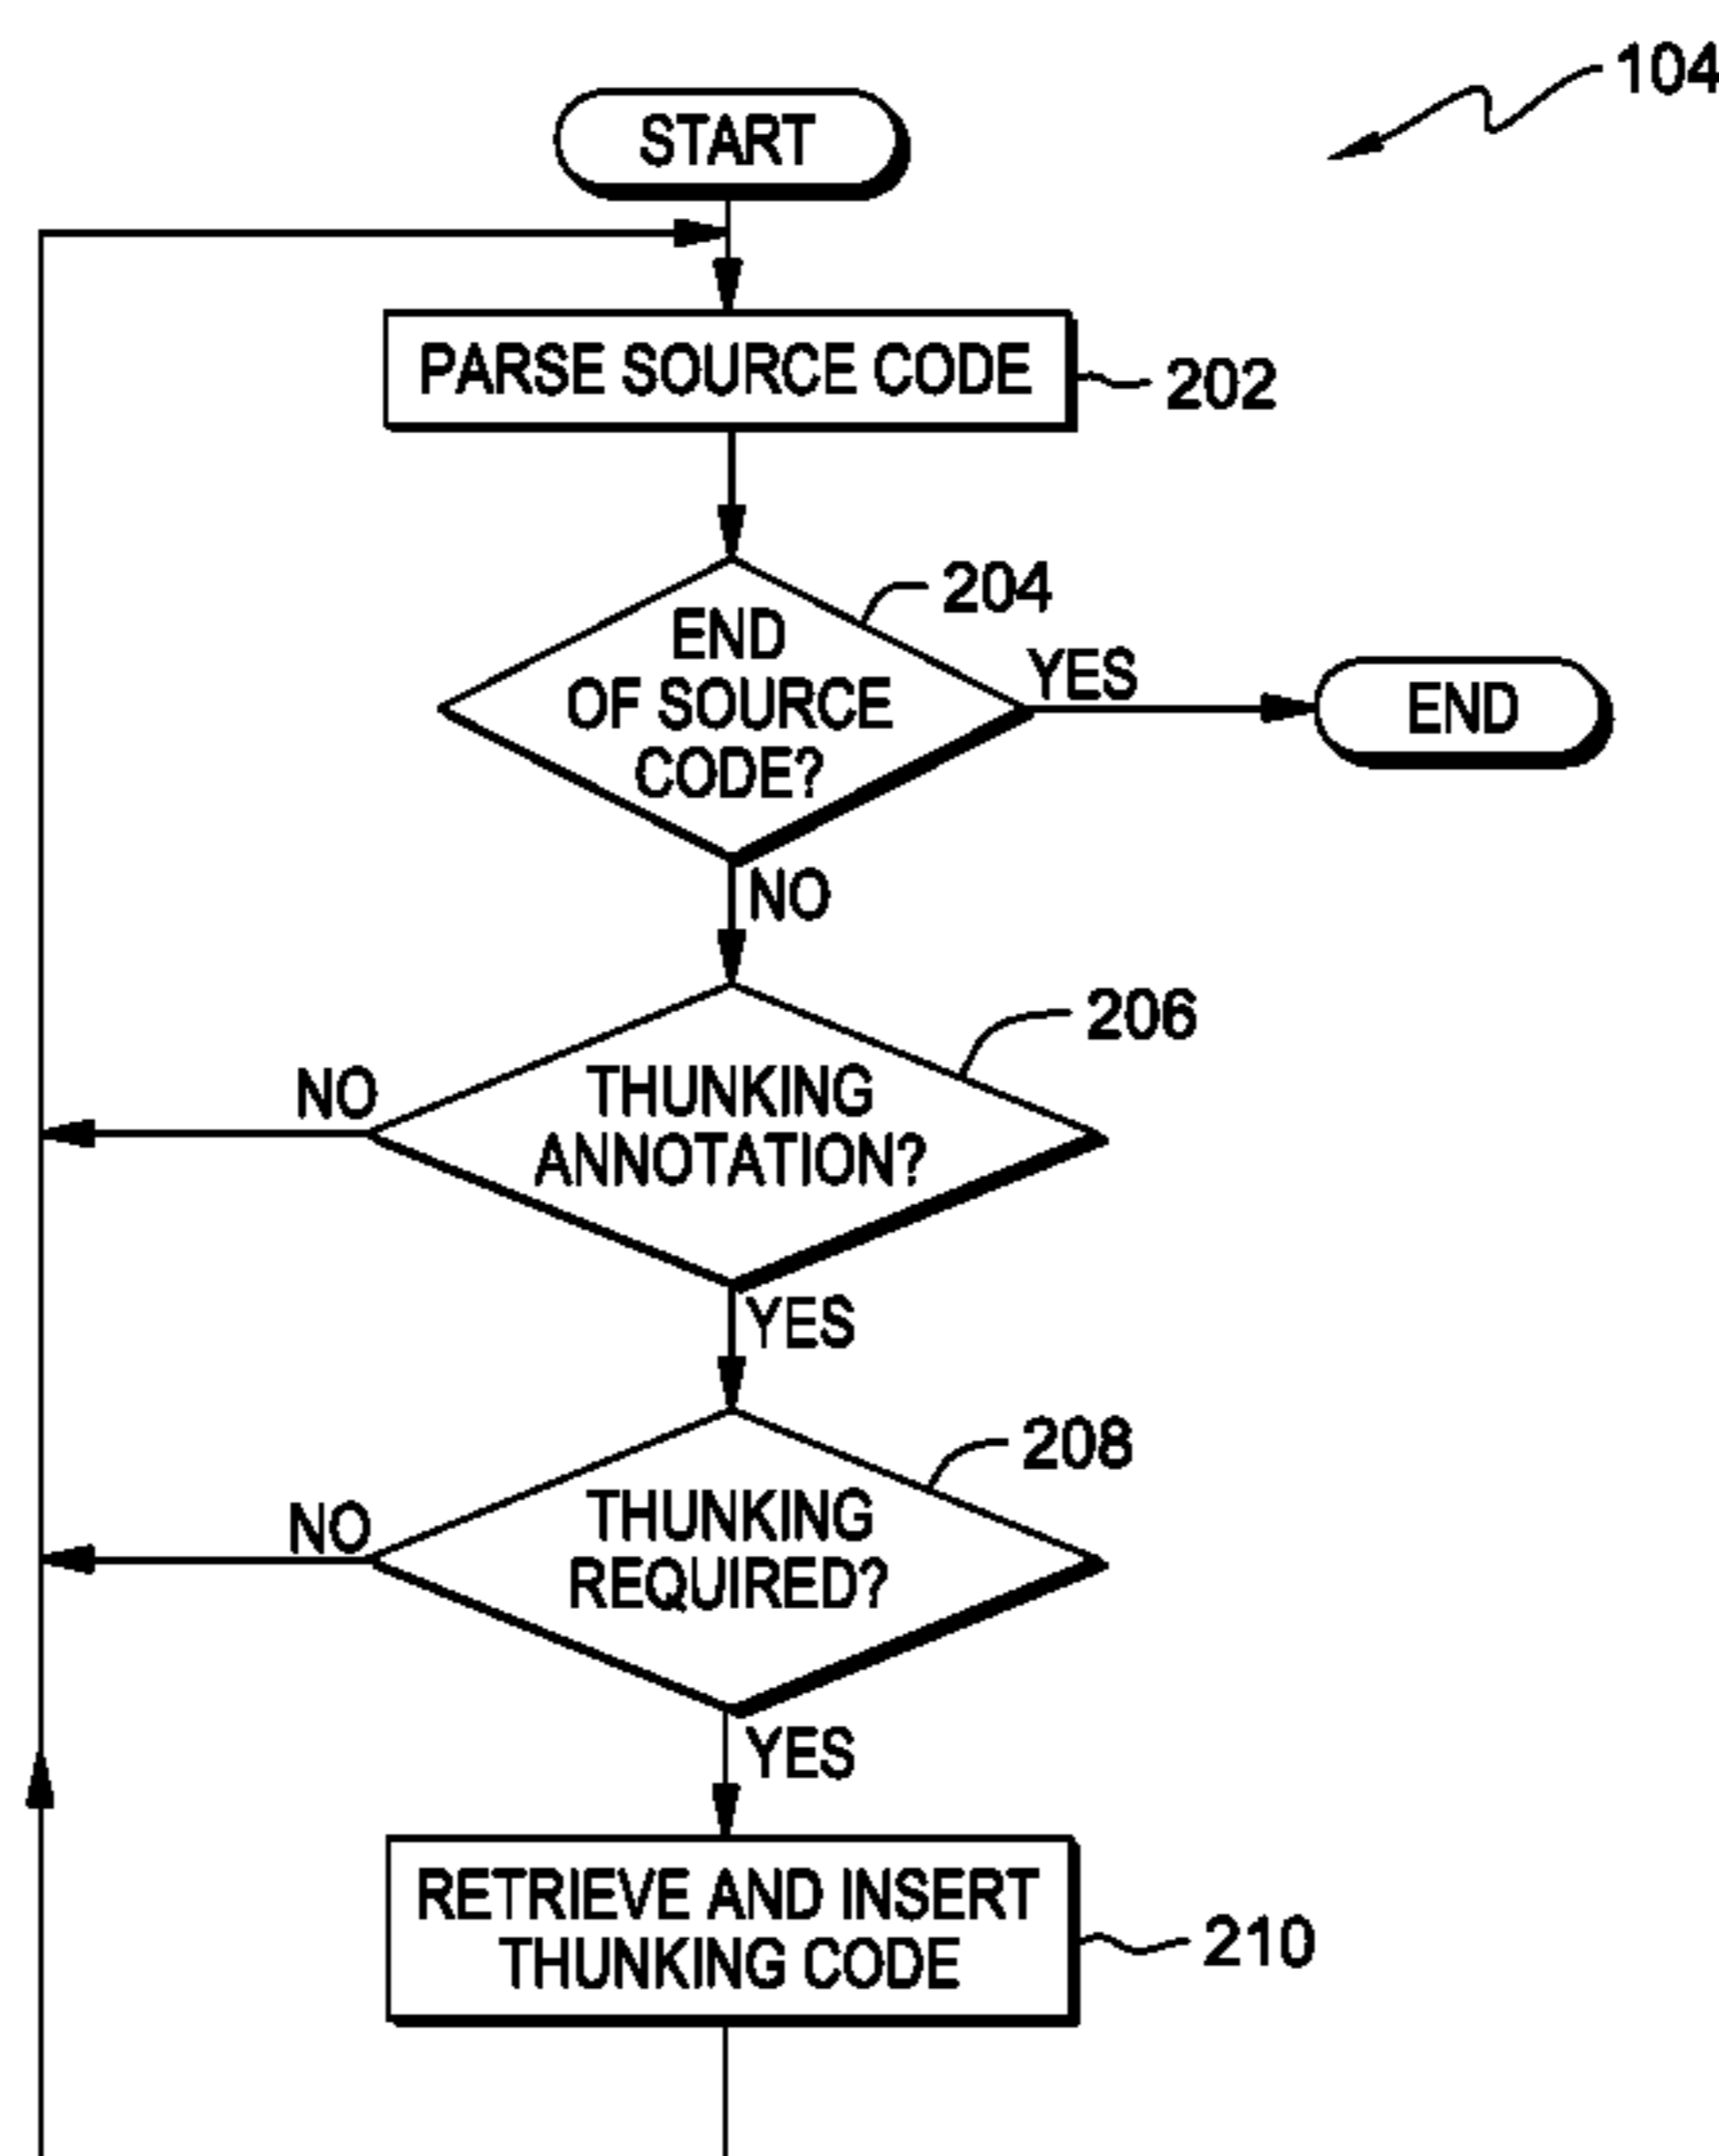 104
START
PARSE SOURCE CODE
202
204
END
OF SOURCE
CODE?
YES
END
NO
206
NO
THUNKING
ANNOTATION?
YES
208
NO
THUNKING
REQUIRED?
YES
RETRIEVE AND INSERT
THUNKING CODE
210